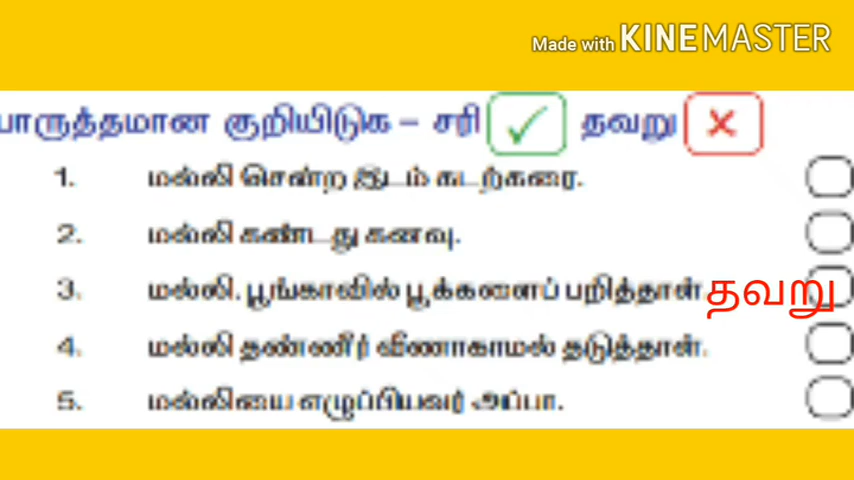 Made with KINEMASTER
பாருத்தமான குறியிடுக – சரி ✓ தவறு ✗
1. மல்லி சென்ற இடம் கடற்கரை.
2. மல்லி கண்டது கனவு.
3. மல்லி, பூங்காவில் பூக்களைப் பறித்தாள் தவறு
4. மல்லி தண்ணீர் வீணாகாமல் தடுத்தாள்.
5. மல்லியை எழுப்பியவர் அப்பா.